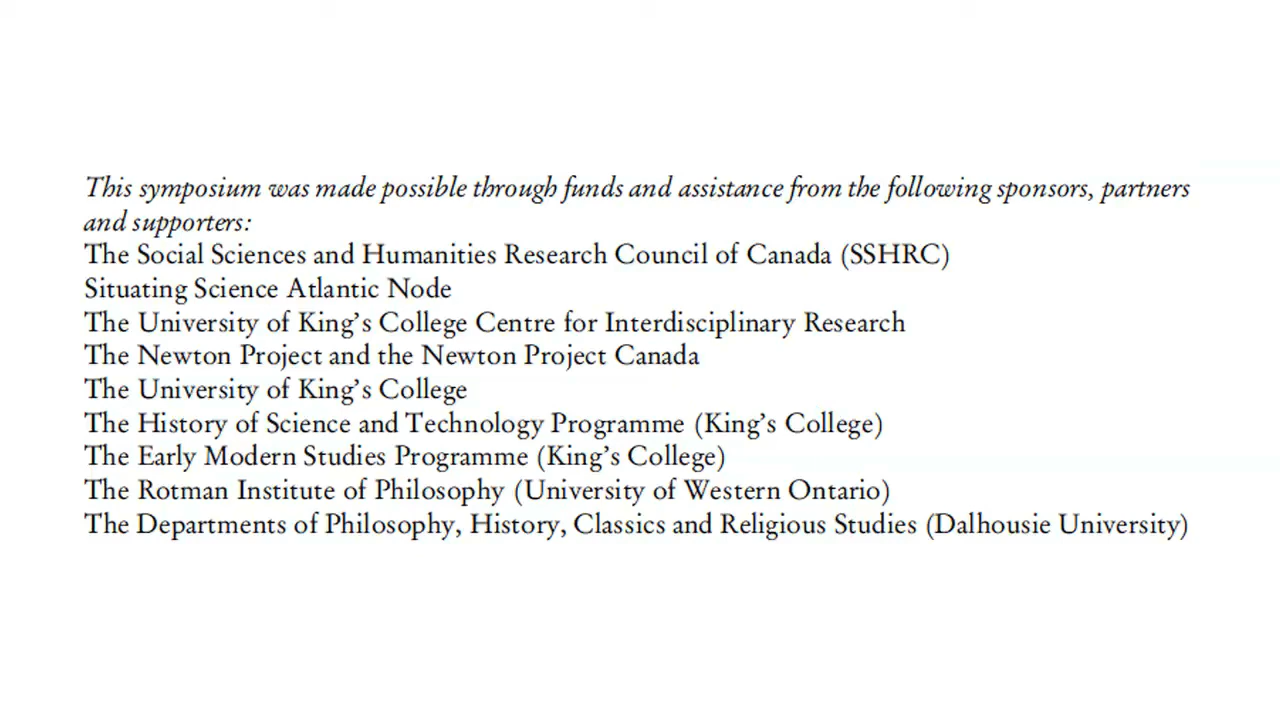 This symposium was made possible through funds and assistance from the following sponsors, partners
and supporters:
The Social Sciences and Humanities Research Council of Canada (SSHRC)
Situating Science Atlantic Node
The University of King’s College Centre for Interdisciplinary Research
The Newton Project and the Newton Project Canada
The University of King’s College
The History of Science and Technology Programme (King’s College)
The Early Modern Studies Programme (King’s College)
The Rotman Institute of Philosophy (University of Western Ontario)
The Departments of Philosophy, History, Classics and Religious Studies (Dalhousie University)